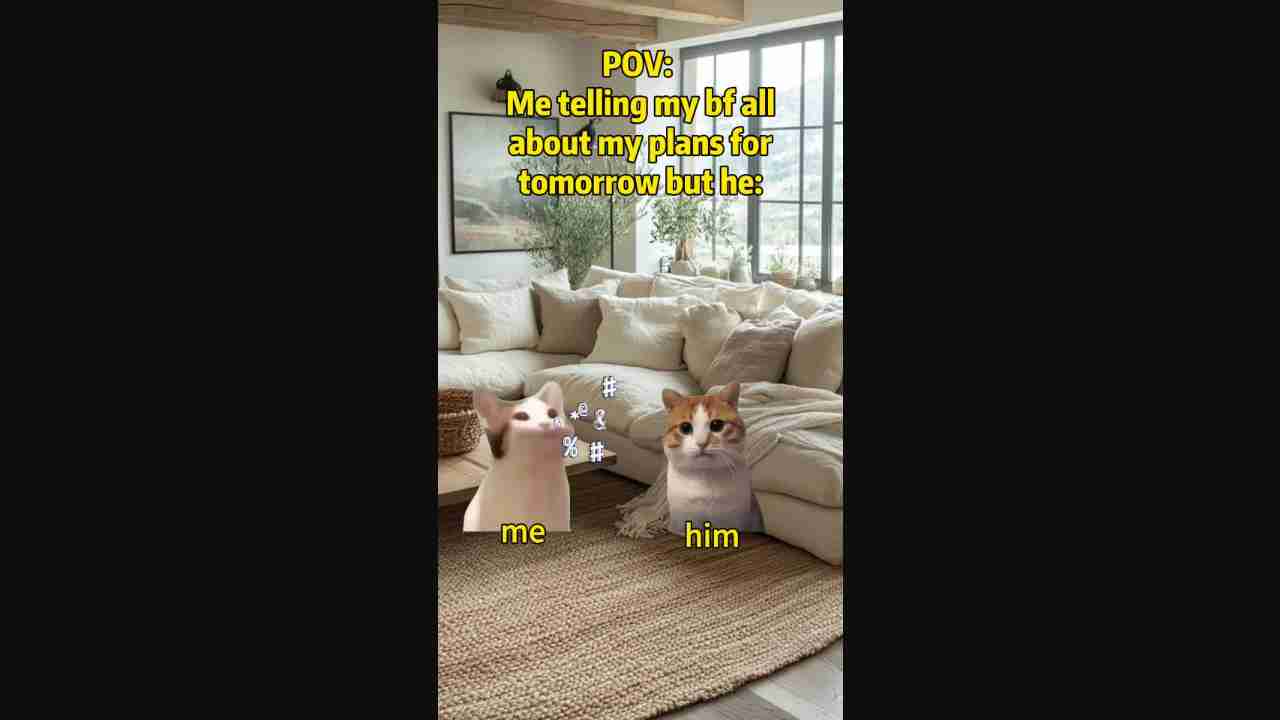 POV:
Me telling my bf all
about my plans for
tomorrow but he:
#
*@&
%#
me
him